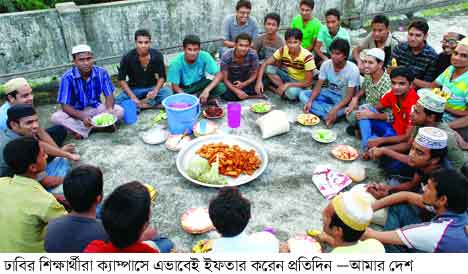 ঢাবির শিক্ষার্থীরা ক্যাম্পাসে এভাবেই ইফতার করেন প্রতিদিন —আমার দেশ